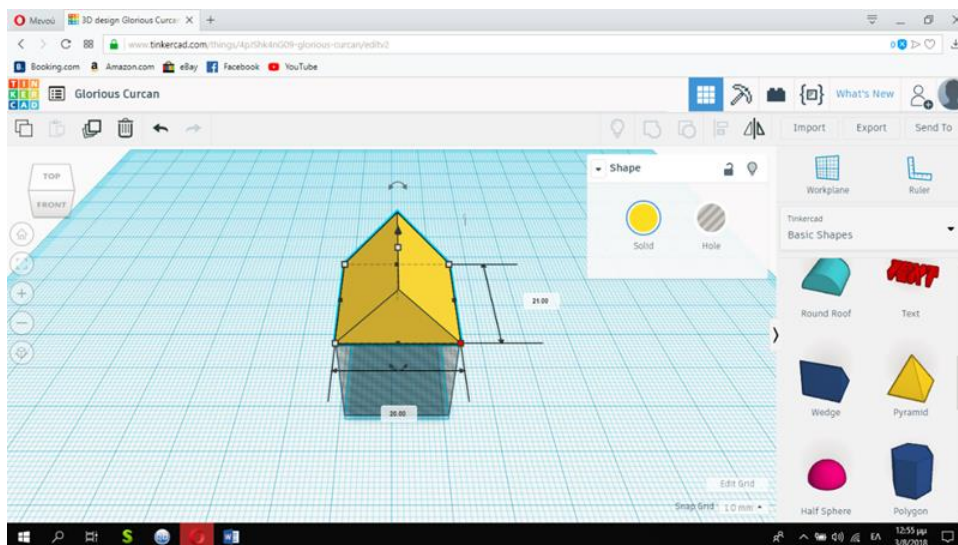 Μενού
3D design Glorious Curcan
www.tinkercad.com/things/4pJShk4nG09-glorious-curcan/editv2
Booking.com
Amazon.com
eBay
Facebook
YouTube
TIN
KER
CAD
Glorious Curcan
What's New
Import
Export
Send To
TOP
FRONT
Shape
Solid
Hole
21.00
20.00
Edit Grid
Snap Grid
1.0 mm
Workplane
Ruler
Tinkercad
Basic Shapes
Round Roof
TEXT
Text
Wedge
Pyramid
Half Sphere
Polygon
ΕΛ
12:55 μμ
3/8/2018